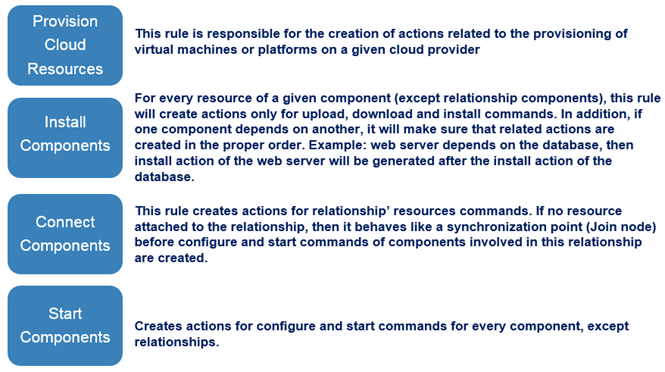 Provision
Cloud
Resources
This rule is responsible for the creation of actions related to the provisioning of
virtual machines or platforms on a given cloud provider
Install
Components
For every resource of a given component (except relationship components), this rule
will create actions only for upload, download and install commands. In addition, if
one component depends on another, it will make sure that related actions are
created in the proper order. Example: web server depends on the database, then
install action of the web server will be generated after the install action of the
database.
Connect
Components
This rule creates actions for relationship’ resources commands. If no resource
attached to the relationship, then it behaves like a synchronization point (Join node)
before configure and start commands of components involved in this relationship
are created.
Start
Components
Creates actions for configure and start commands for every component, except
relationships.